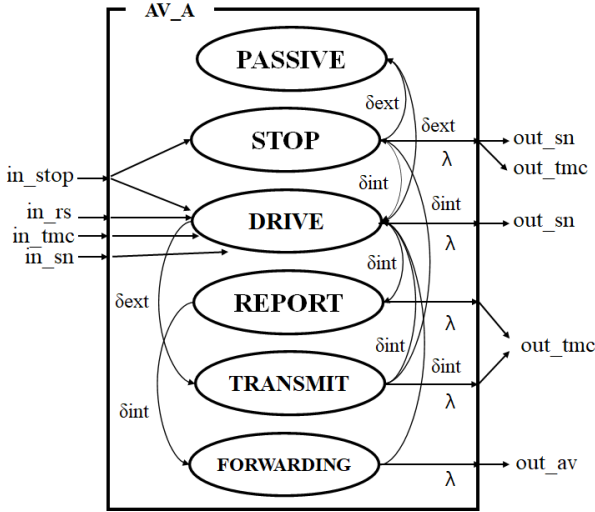 AV_A
PASSIVE
δext
STOP
δext
out_sn
λ
out_tmc
in_stop
δint
in_rs
δint
DRIVE
out_sn
in_tmc
λ
in_sn
δint
δext
REPORT
λ
δint
out_tmc
δint
TRANSMIT
λ
δint
FORWARDING
out_av
λ